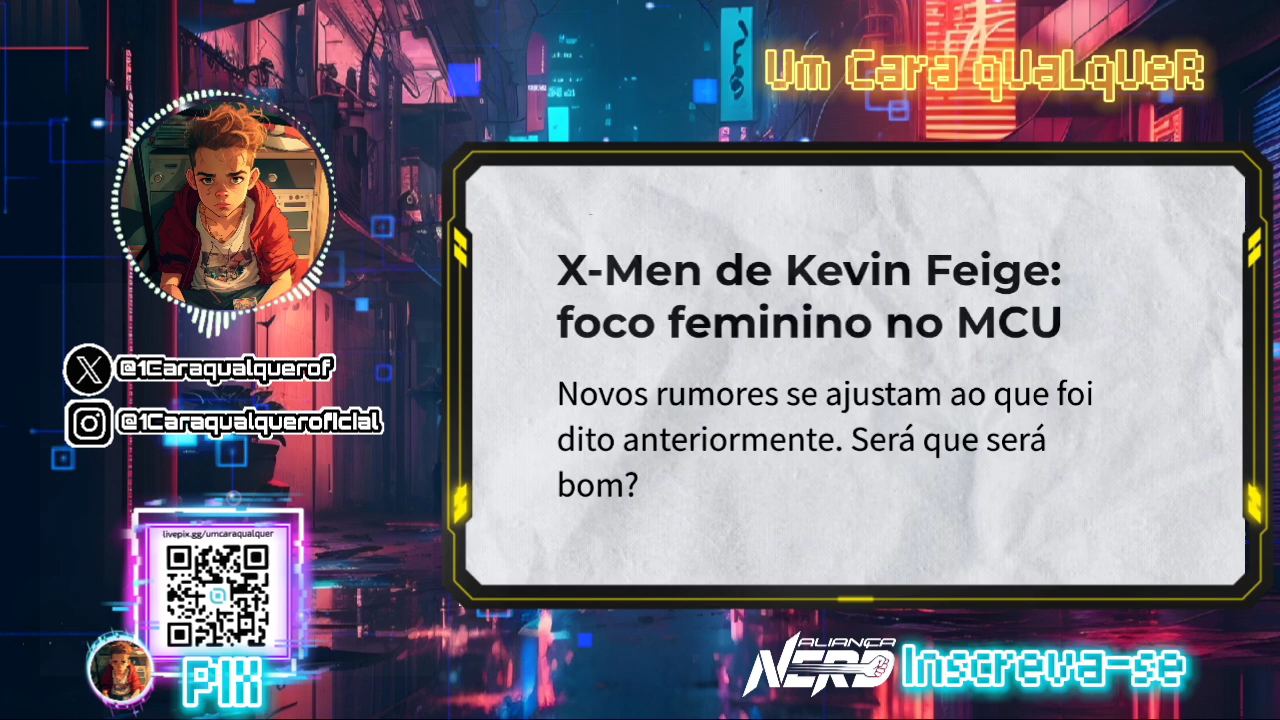 Um Cara qUaLqUeR
X-Men de Kevin Feige:
foco feminino no MCU
Novos rumores se ajustam ao que foi
dito anteriormente. Será que será
bom?
@1Caraqualquerof
@1Caraqualqueroficial
livepix.gg/umcaraqualquer
PIX
ALIANÇA
NERD
Inscreva-se